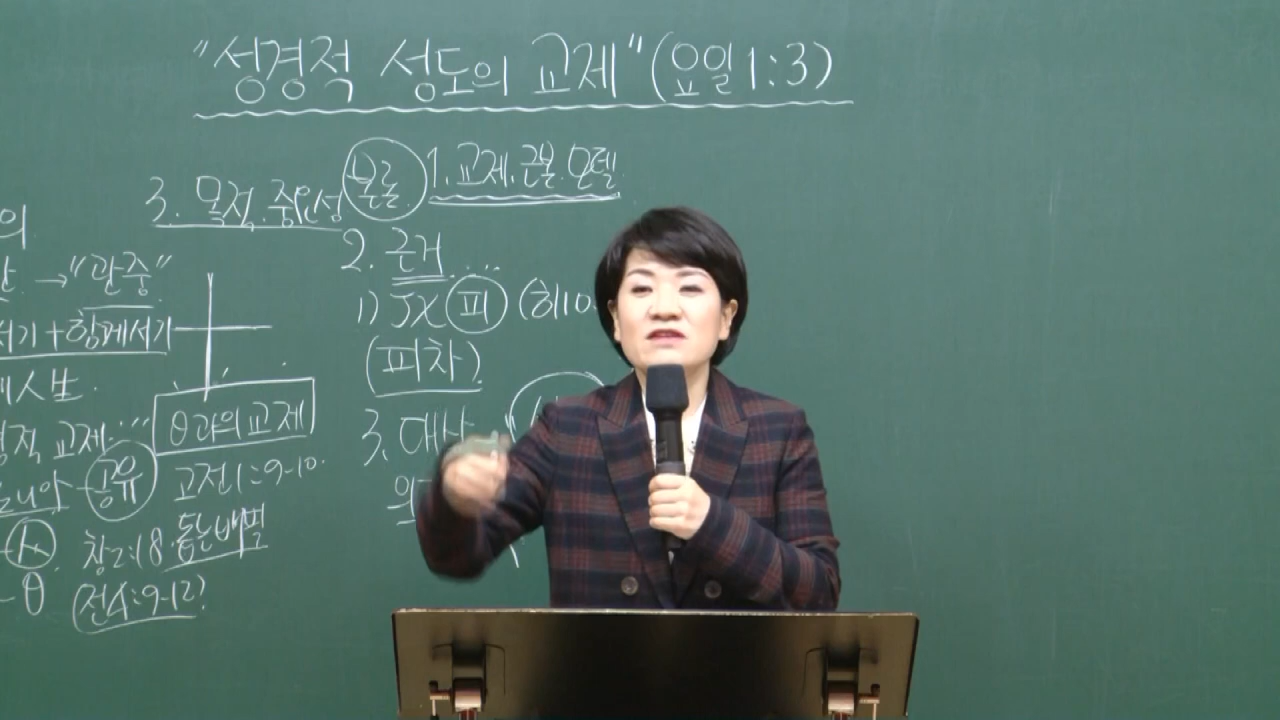 "성경적 성도의 교제" (요일 1:3)
3. 목적. 중요성
본론
1. 교제. 근본. 모델
2. 근거....
1) JX 피 (히10.
(피차)
3. 대상
의
→ "관중"
서기 + 함께서기
人生.
적 교제....
θ과의 교제
공유
고전 1:9-10.
창 2:18. 돕는배필
(전4:9-12)
θ